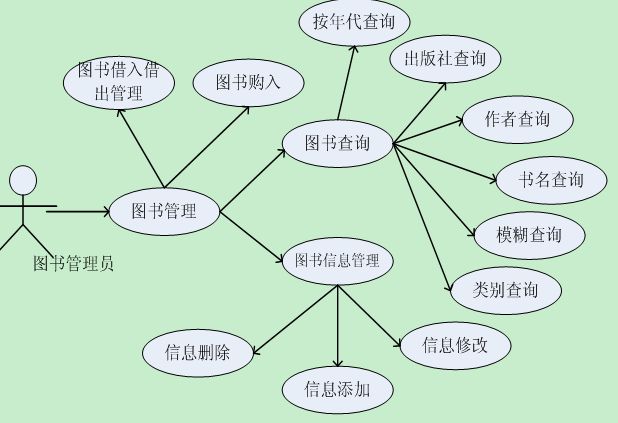 按年代查询
出版社查询
图书借入借
出管理
图书购入
作者查询
图书查询
书名查询
图书管理
模糊查询
图书管理员
图书信息管理
类别查询
信息删除
信息修改
信息添加